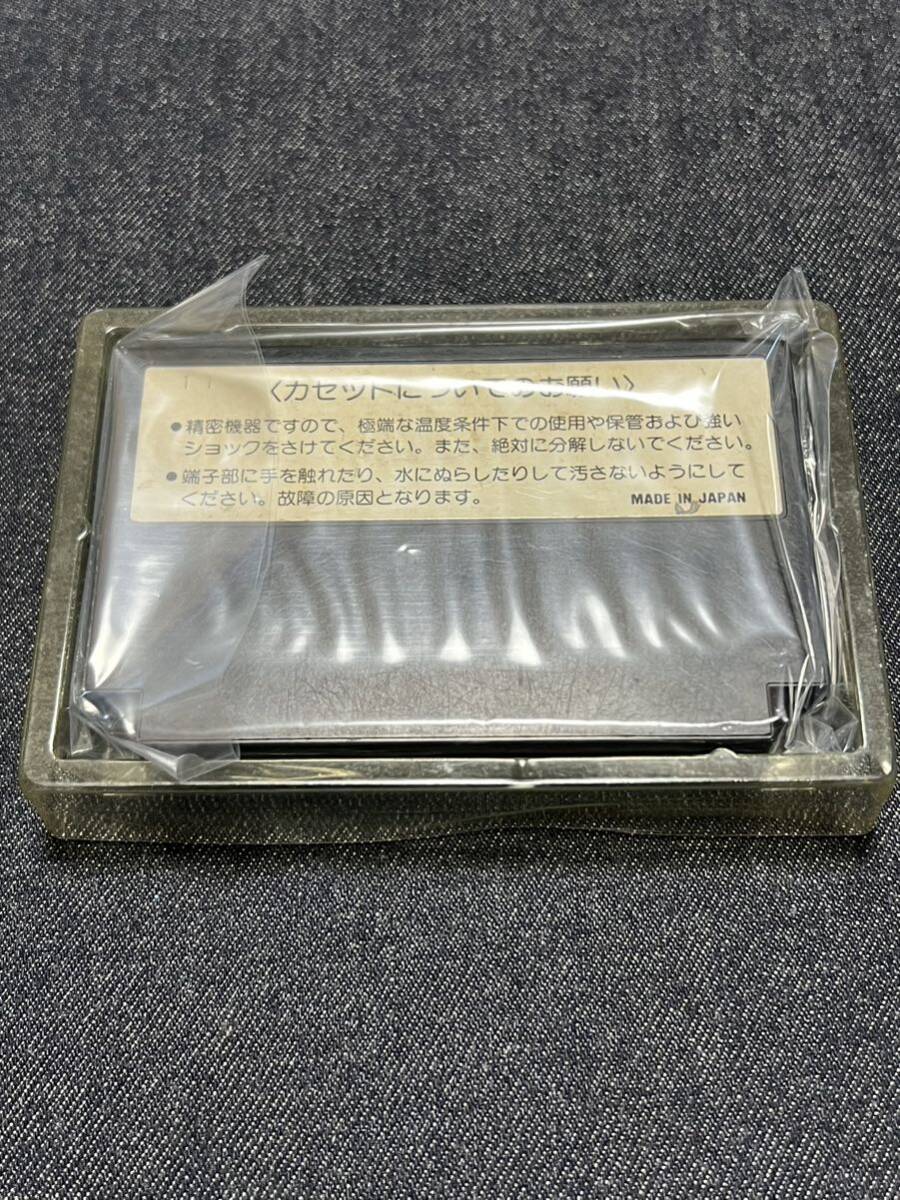 〈カセットについてのお願い〉
●精密機器ですので、極端な温度条件下での使用や保管および強い
ショックをさけてください。また、絶対に分解しないでください。
●端子部に手を触れたり、水にぬらしたりして汚さないようにして
ください。故障の原因となります。 MADE IN JAPAN